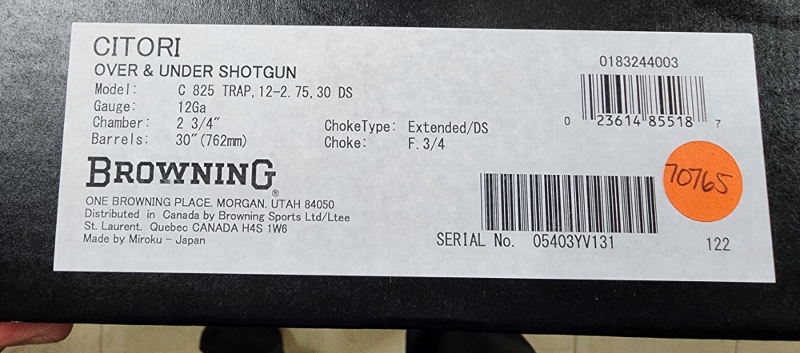 CITORI
OVER & UNDER SHOTGUN
Model: C 825 TRAP,12-2.75,30 DS
Gauge: 12Ga
Chamber: 2 3/4"
Barrels: 30"(762mm)
ChokeType: Extended/DS
Choke: F.3/4
BROWNING®
ONE BROWNING PLACE. MORGAN. UTAH 84050
Distributed in Canada by Browning Sports Ltd/Ltee
St. Laurent. Quebec CANADA H4S 1W6
Made by Miroku - Japan
0183244003
0 23614 85518 7
70765
SERIAL No. 05403YV131
122